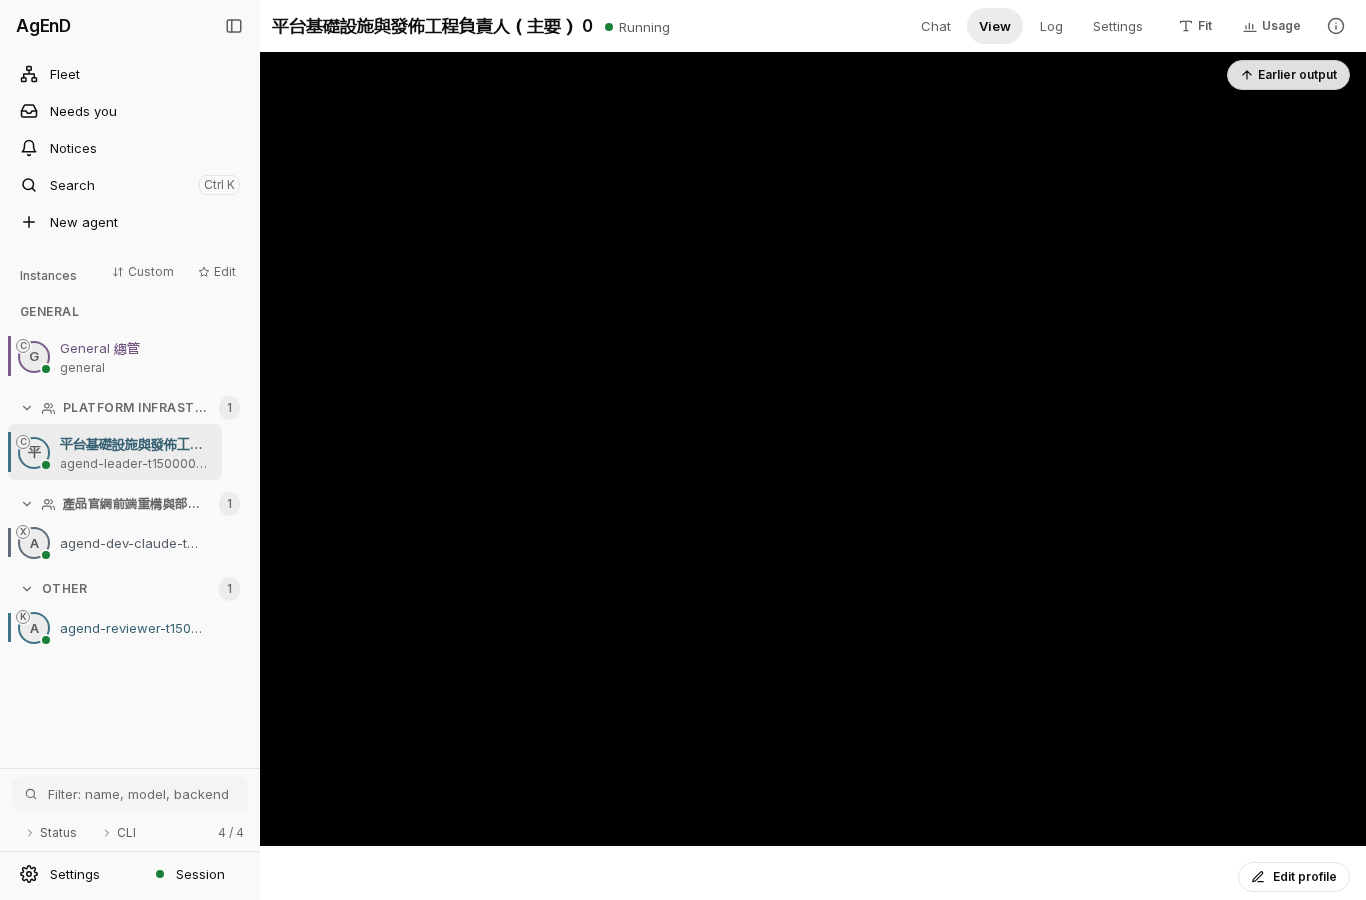 AgEnD
Fleet
Needs you
Notices
Search
Ctrl K
New agent
Instances
Custom
Edit
GENERAL
C
G
General 總管
general
PLATFORM INFRAST...
1
C
平
平台基礎設施與發佈工...
agend-leader-t150000...
產品官網前端重構與部...
1
X
A
agend-dev-claude-t...
OTHER
1
K
A
agend-reviewer-t150...
Filter: name, model, backend
Status
CLI
4 / 4
Settings
Session
平台基礎設施與發佈工程負責人（主要）0
Running
Chat
View
Log
Settings
Fit
Usage
Earlier output
Edit profile